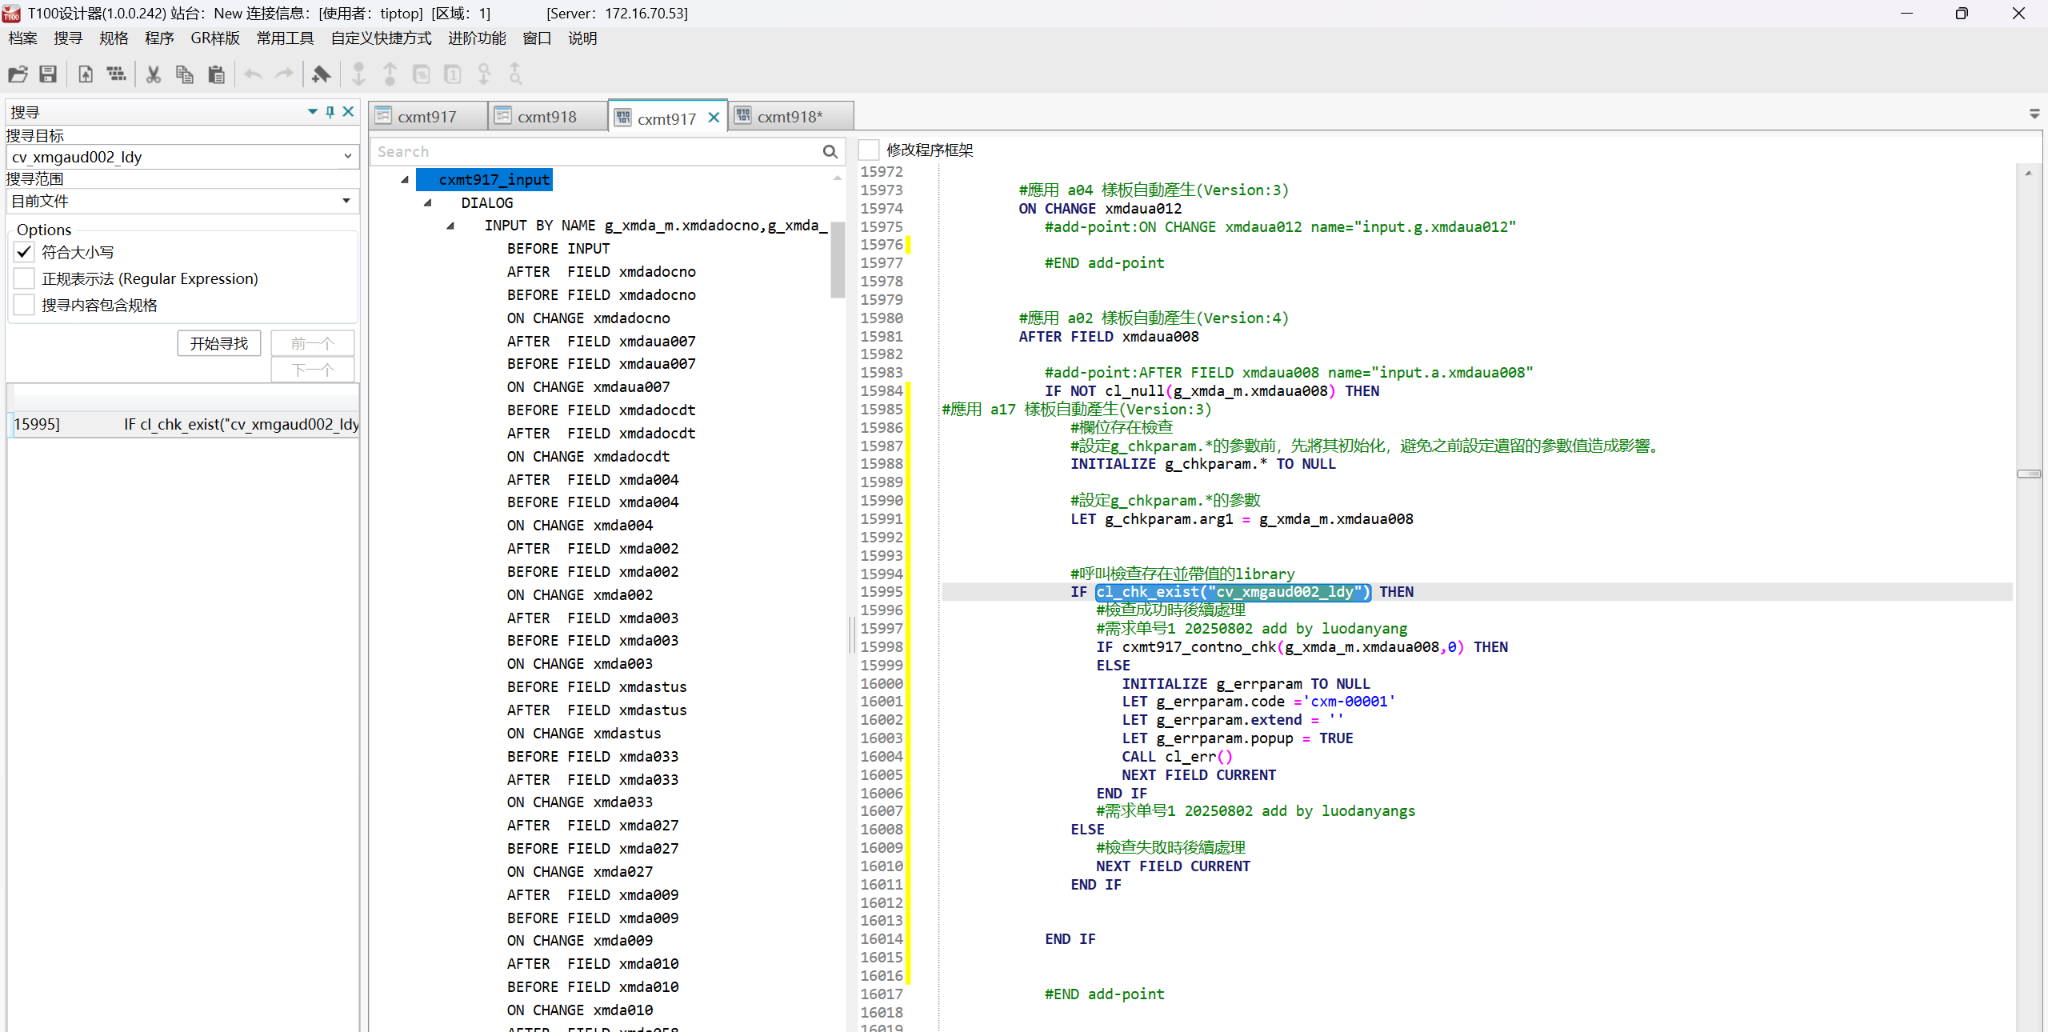 T100设计器(1.0.0.242) 站台：New 连接信息：[使用者：tiptop] [区域：1] [Server：172.16.70.53]
档案 搜寻 规格 程序 GR样版 常用工具 自定义快捷方式 进阶功能 窗口 说明
搜寻
搜寻目标
cv_xmgaud002_ldy
搜寻范围
目前文件
Options
符合大小写
正规表示法 (Regular Expression)
搜寻内容包含规格
开始寻找 前一个
下一个
15995] IF cl_chk_exist("cv_xmgaud002_ldy
cxmt917 cxmt918 cxmt917 cxmt918*
Search
cxmt917_input
DIALOG
INPUT BY NAME g_xmda_m.xmdadocno,g_xmda_
BEFORE INPUT
AFTER FIELD xmdadocno
BEFORE FIELD xmdadocno
ON CHANGE xmdadocno
AFTER FIELD xmdaua007
BEFORE FIELD xmdaua007
ON CHANGE xmdaua007
BEFORE FIELD xmdadocdt
AFTER FIELD xmdadocdt
ON CHANGE xmdadocdt
AFTER FIELD xmda004
BEFORE FIELD xmda004
ON CHANGE xmda004
AFTER FIELD xmda002
BEFORE FIELD xmda002
ON CHANGE xmda002
AFTER FIELD xmda003
BEFORE FIELD xmda003
ON CHANGE xmda003
BEFORE FIELD xmdastus
AFTER FIELD xmdastus
ON CHANGE xmdastus
BEFORE FIELD xmda033
AFTER FIELD xmda033
ON CHANGE xmda033
AFTER FIELD xmda027
BEFORE FIELD xmda027
ON CHANGE xmda027
AFTER FIELD xmda009
BEFORE FIELD xmda009
ON CHANGE xmda009
AFTER FIELD xmda010
BEFORE FIELD xmda010
ON CHANGE xmda010
修改程序框架
15972
15973 #應用 a04 樣板自動產生(Version:3)
15974 ON CHANGE xmdaua012
15975 #add-point:ON CHANGE xmdaua012 name="input.g.xmdaua012"
15976
15977 #END add-point
15978
15979
15980 #應用 a02 樣板自動產生(Version:4)
15981 AFTER FIELD xmdaua008
15982
15983 #add-point:AFTER FIELD xmdaua008 name="input.a.xmdaua008"
15984 IF NOT cl_null(g_xmda_m.xmdaua008) THEN
15985 #應用 a17 樣板自動產生(Version:3)
15986 #欄位存在檢查
15987 #設定g_chkparam.*的參數前，先將其初始化，避免之前設定遺留的參數值造成影響。
15988 INITIALIZE g_chkparam.* TO NULL
15989
15990 #設定g_chkparam.*的參數
15991 LET g_chkparam.arg1 = g_xmda_m.xmdaua008
15992
15993
15994 #呼叫檢查存在並帶值的library
15995 IF cl_chk_exist("cv_xmgaud002_ldy") THEN
15996 #檢查成功時後續處理
15997 #需求单号1 20250802 add by luodanyang
15998 IF cxmt917_contno_chk(g_xmda_m.xmdaua008,0) THEN
15999 ELSE
16000 INITIALIZE g_errparam TO NULL
16001 LET g_errparam.code ='cxm-00001'
16002 LET g_errparam.extend = ''
16003 LET g_errparam.popup = TRUE
16004 CALL cl_err()
16005 NEXT FIELD CURRENT
16006 END IF
16007 #需求单号1 20250802 add by luodanyangs
16008 ELSE
16009 #檢查失敗時後續處理
16010 NEXT FIELD CURRENT
16011 END IF
16012
16013
16014 END IF
16015
16016
16017 #END add-point
16018
16019